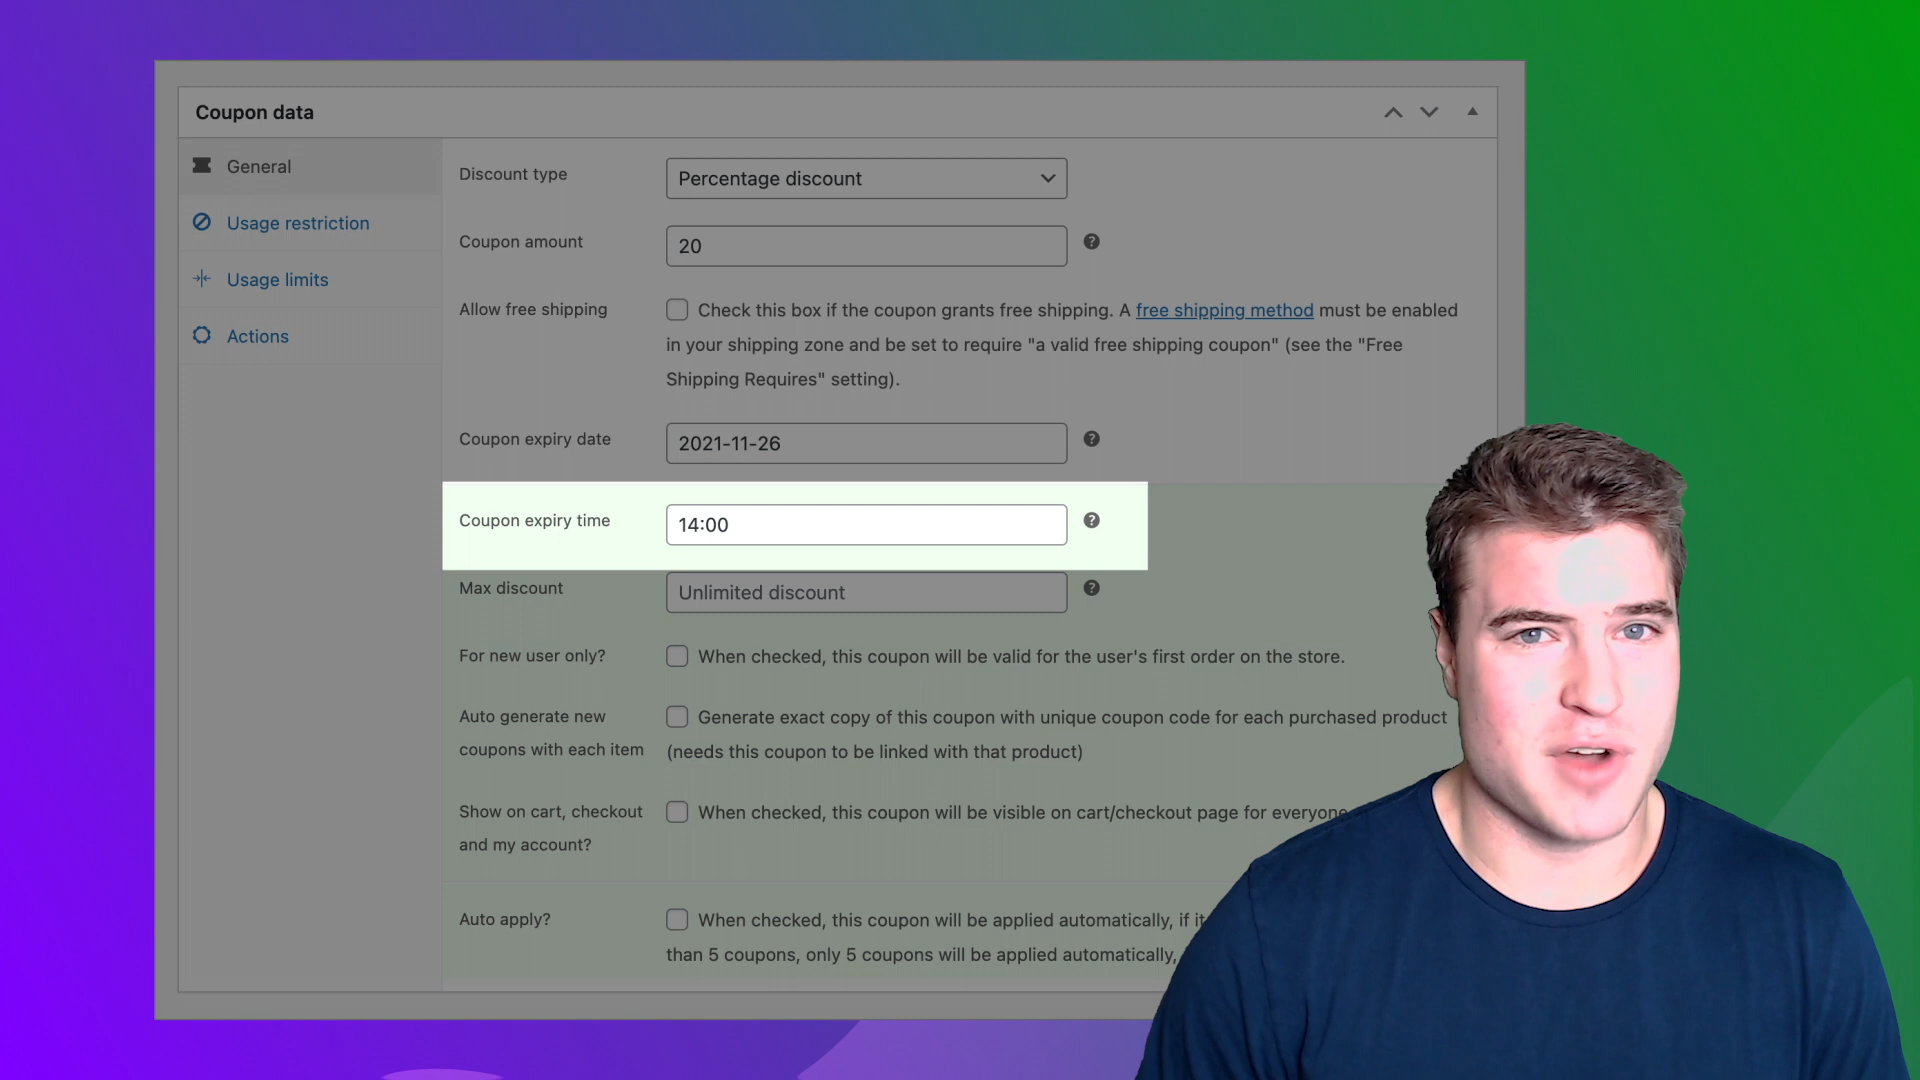 Coupon data
General
Usage restriction
Usage limits
Actions
Discount type
Percentage discount
Coupon amount
20
Allow free shipping
Check this box if the coupon grants free shipping. A free shipping method must be enabled
in your shipping zone and be set to require "a valid free shipping coupon" (see the "Free
Shipping Requires" setting).
Coupon expiry date
2021-11-26
Coupon expiry time
14:00
Max discount
Unlimited discount
For new user only?
When checked, this coupon will be valid for the user's first order on the store.
Auto generate new
coupons with each item
Generate exact copy of this coupon with unique coupon code for each purchased product
(needs this coupon to be linked with that product)
Show on cart, checkout
and my account?
When checked, this coupon will be visible on cart/checkout page for everyone
Auto apply?
When checked, this coupon will be applied automatically, if it
than 5 coupons, only 5 coupons will be applied automatically,